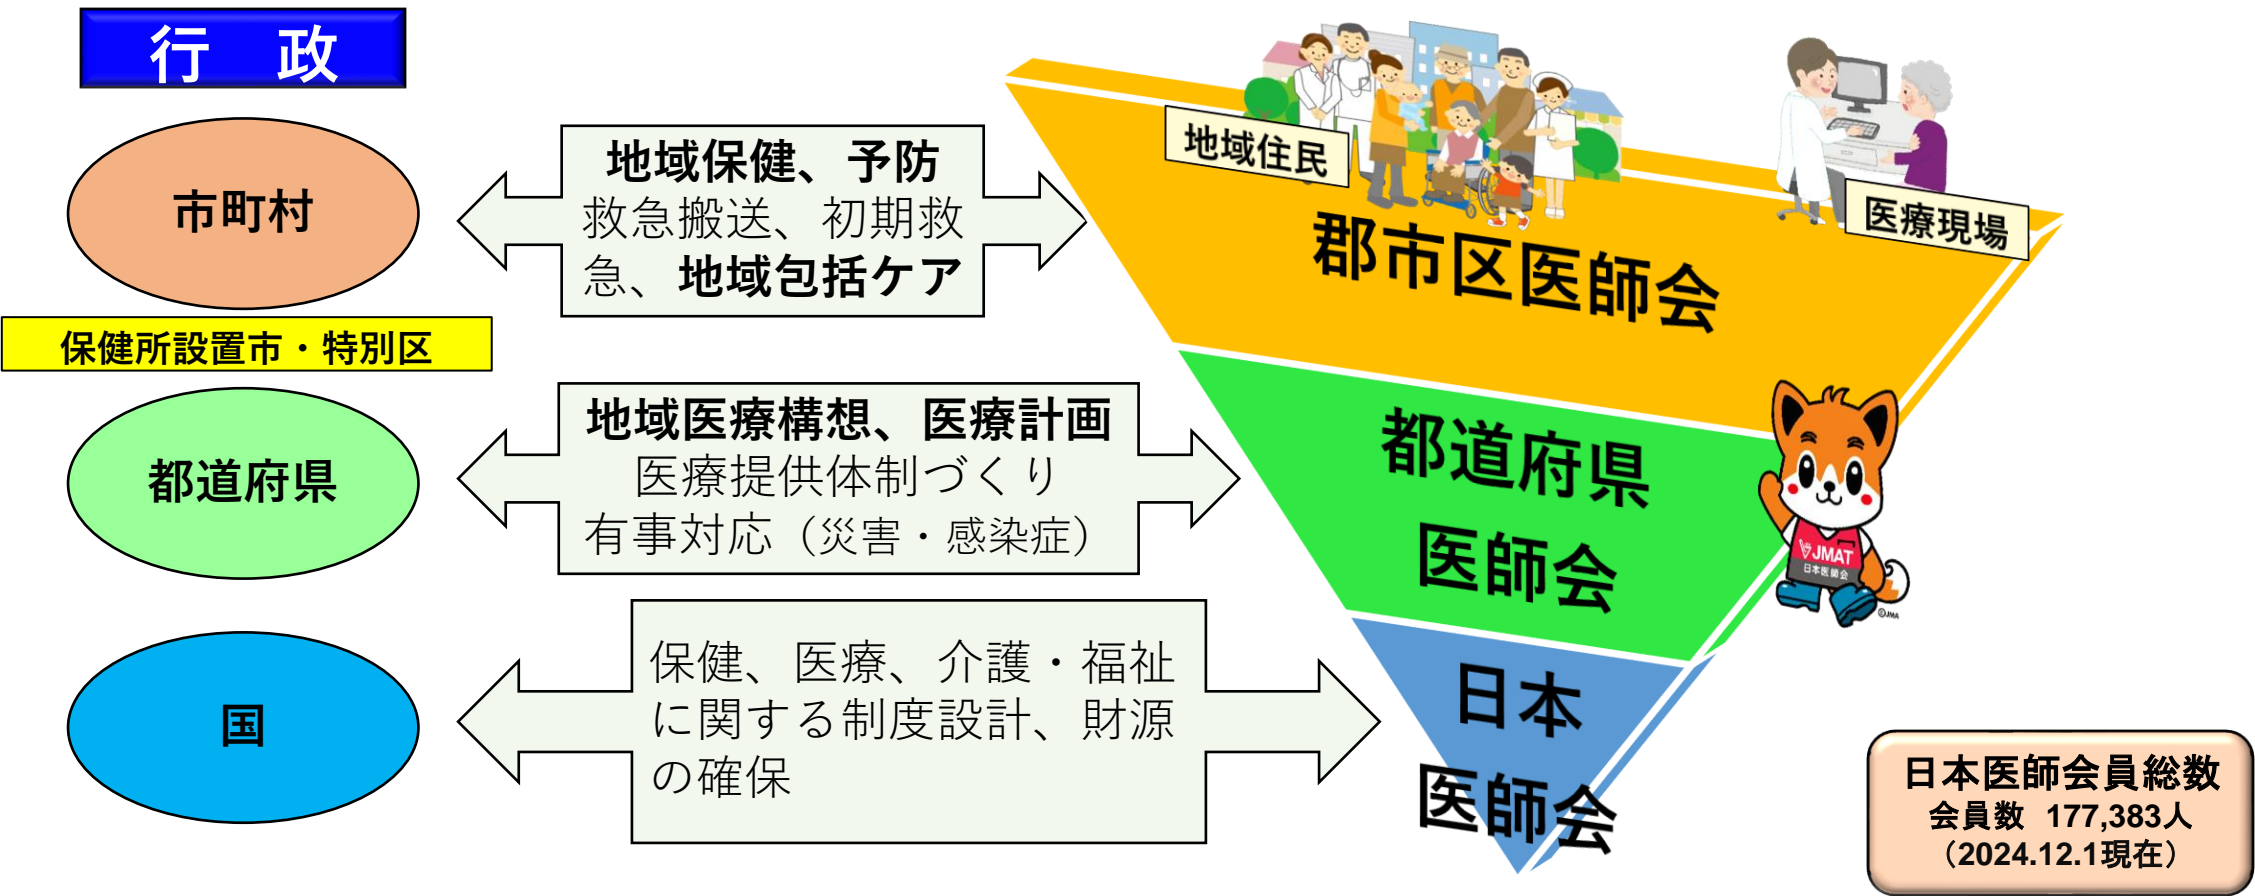 行　政
市町村
地域保健、予防
救急搬送、初期救
急、地域包括ケア
地域住民
医療現場
郡市区医師会
保健所設置市・特別区
都道府県
地域医療構想、医療計画
医療提供体制づくり
有事対応（災害・感染症）
都道府県
医師会
JMAT
日本医師会
©JMA
国
保健、医療、介護・福祉
に関する制度設計、財源
の確保
日本
医師会
日本医師会員総数
会員数 177,383人
（2024.12.1現在）